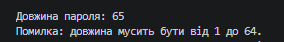 Довжина пароля: 65
Помилка: довжина мусить бути від 1 до 64.